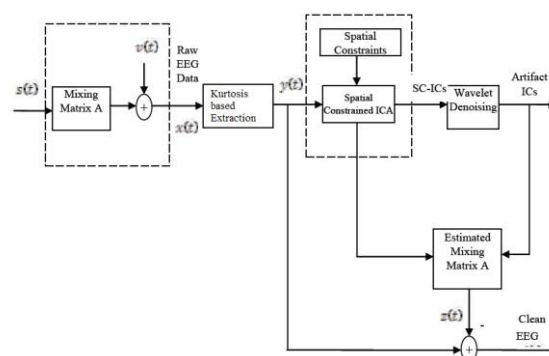 v(t)
Raw
EEG
Data
s(t)
Mixing
Matrix A
+
x(t)
Kurtosis
based
Extraction
y(t)
Spatial
Constraints
Spatial
Constrained ICA
SC-ICs
Wavelet
Denoising
Artifact
ICs
Estimated
Mixing
Matrix A
z(t)
-
+
Clean
EEG